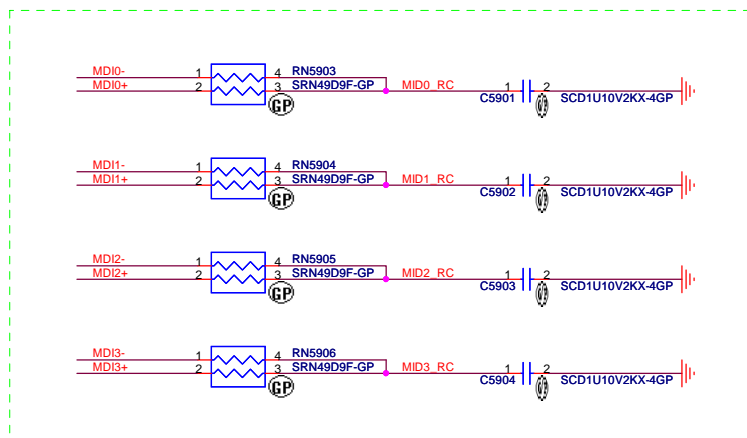 MDI0- 1 4 RN5903
MDI0+ 2 3 SRN49D9F-GP MID0_RC 1 2
GP C5901 SCD1U10V2KX-4GP
MDI1- 1 4 RN5904
MDI1+ 2 3 SRN49D9F-GP MID1_RC 1 2
GP C5902 SCD1U10V2KX-4GP
MDI2- 1 4 RN5905
MDI2+ 2 3 SRN49D9F-GP MID2_RC 1 2
GP C5903 SCD1U10V2KX-4GP
MDI3- 1 4 RN5906
MDI3+ 2 3 SRN49D9F-GP MID3_RC 1 2
GP C5904 SCD1U10V2KX-4GP